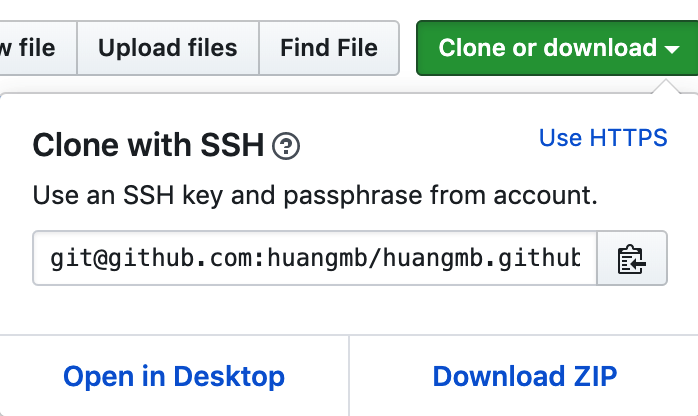 w file Upload files Find File Clone or download
Clone with SSH ?
Use HTTPS
Use an SSH key and passphrase from account.
git@github.com:huangmb/huangmb.github
Open in Desktop Download ZIP